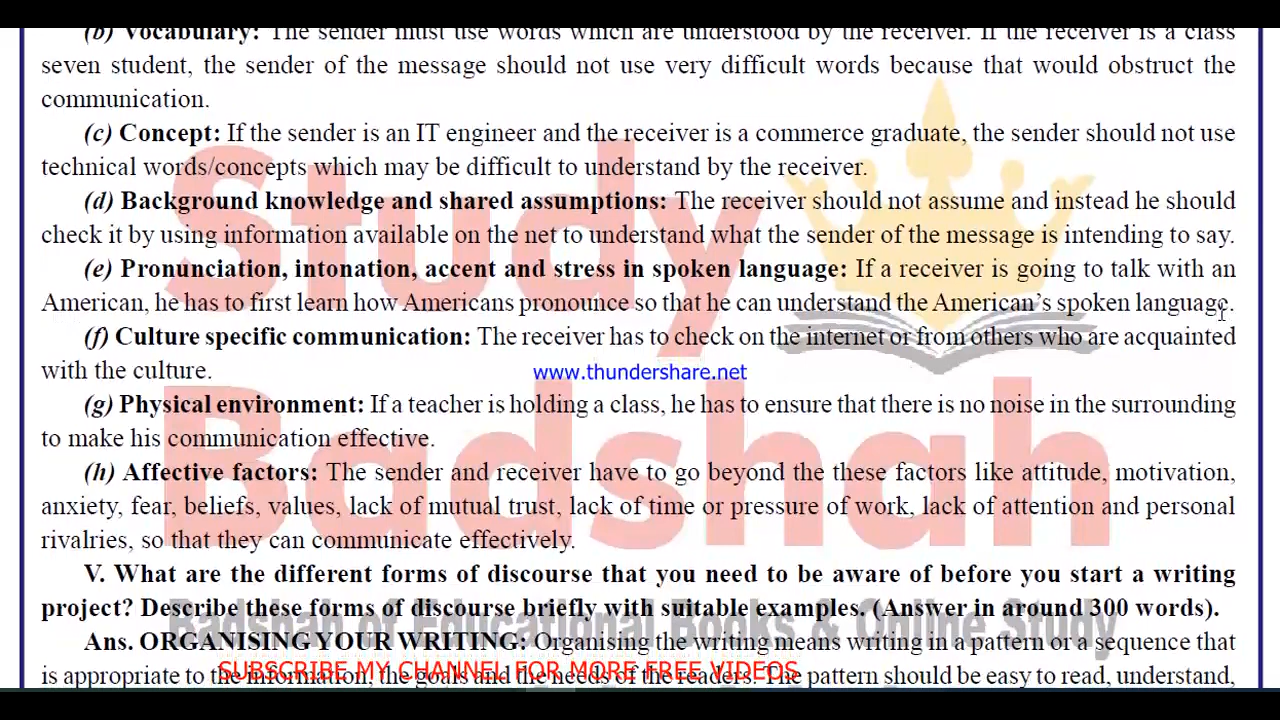 (b) Vocabulary: The sender must use words which are understood by the receiver. If the receiver is a class
seven student, the sender of the message should not use very difficult words because that would obstruct the
communication.
(c) Concept: If the sender is an IT engineer and the receiver is a commerce graduate, the sender should not use
technical words/concepts which may be difficult to understand by the receiver.
(d) Background knowledge and shared assumptions: The receiver should not assume and instead he should
check it by using information available on the net to understand what the sender of the message is intending to say.
(e) Pronunciation, intonation, accent and stress in spoken language: If a receiver is going to talk with an
American, he has to first learn how Americans pronounce so that he can understand the American's spoken language.
(f) Culture specific communication: The receiver has to check on the internet or from others who are acquainted
with the culture.
www.thundershare.net
(g) Physical environment: If a teacher is holding a class, he has to ensure that there is no noise in the surrounding
to make his communication effective.
(h) Affective factors: The sender and receiver have to go beyond the these factors like attitude, motivation,
anxiety, fear, beliefs, values, lack of mutual trust, lack of time or pressure of work, lack of attention and personal
rivalries, so that they can communicate effectively.
V. What are the different forms of discourse that you need to be aware of before you start a writing
project? Describe these forms of discourse briefly with suitable examples. (Answer in around 300 words).
Ans. ORGANISING YOUR WRITING: Organising the writing means writing in a pattern or a sequence that
is appropriate to the information, the goals and the needs of the readers. The pattern should be easy to read, understand,
SUBSCRIBE MY CHANNEL FOR MORE FREE VIDEOS
Study
Badshah
Badshah of Educational Books & Online Study